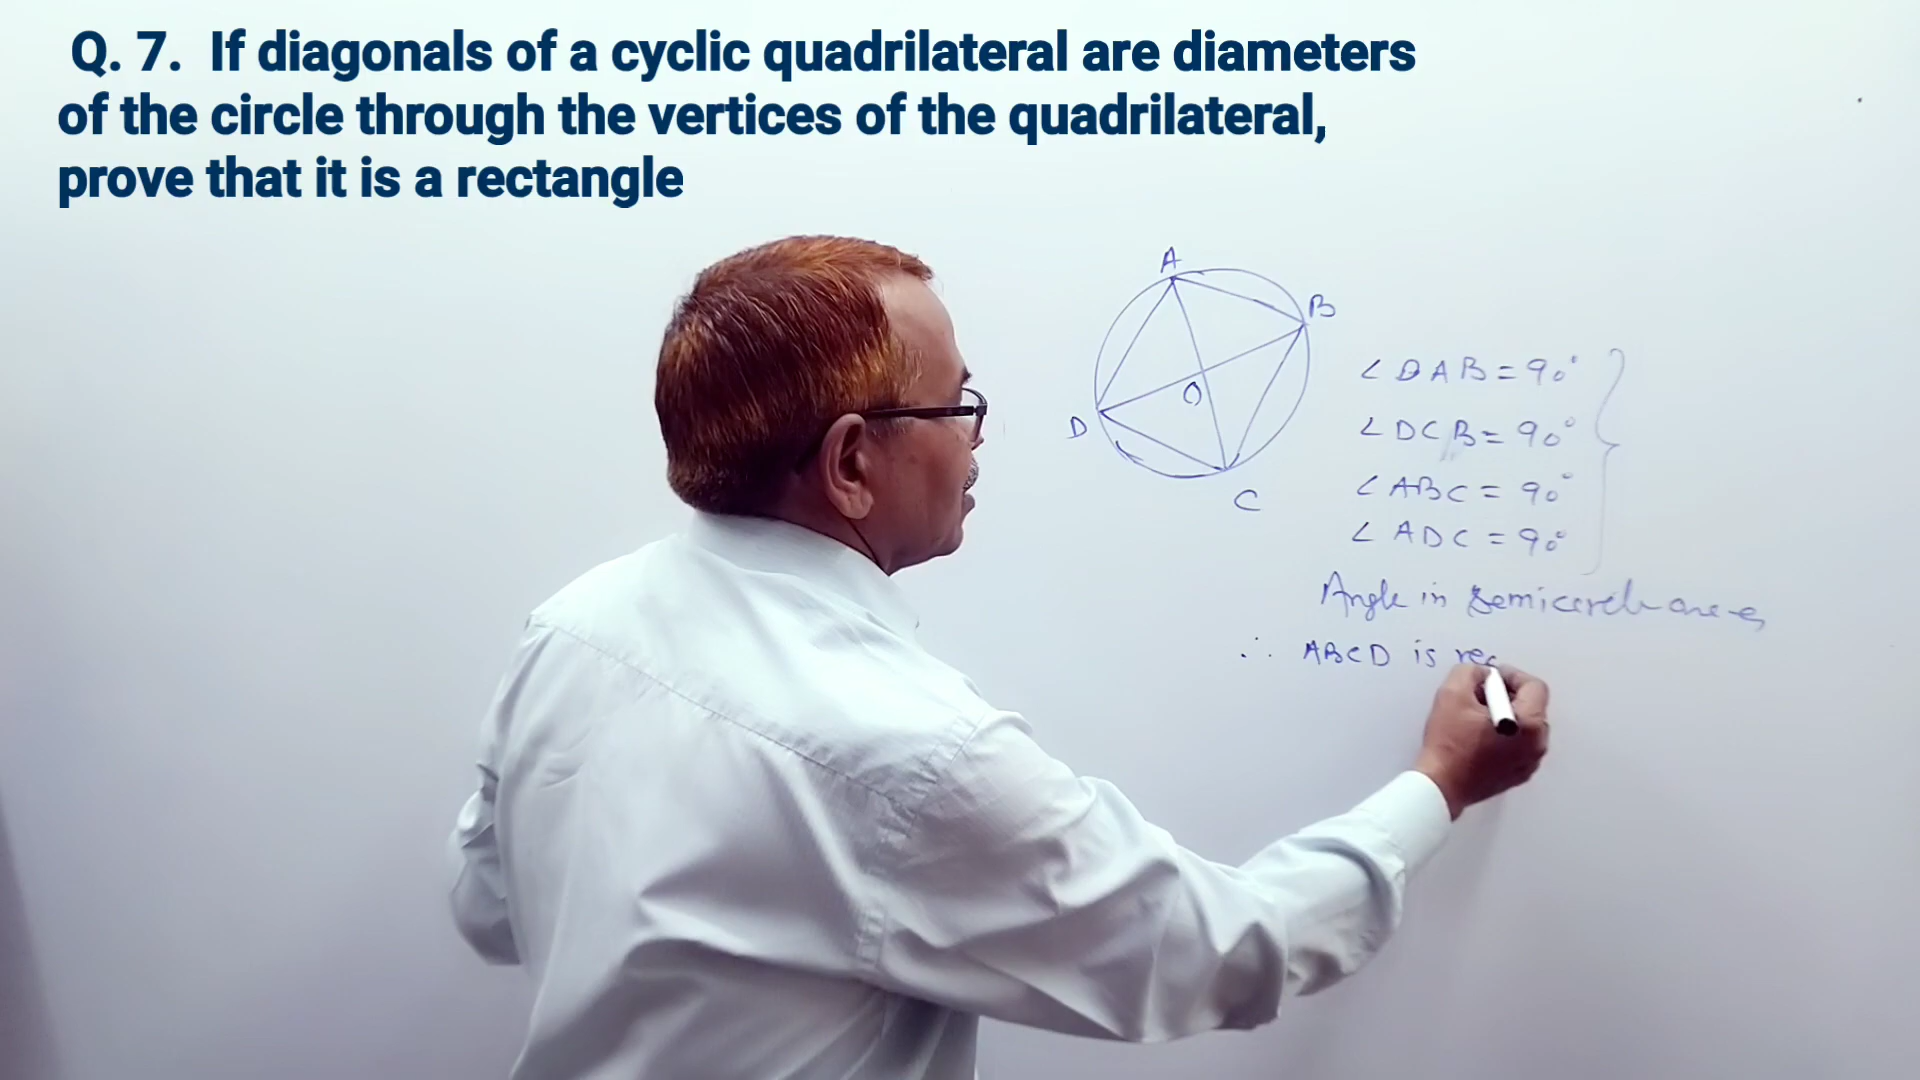 Q. 7. If diagonals of a cyclic quadrilateral are diameters
of the circle through the vertices of the quadrilateral,
prove that it is a rectangle
A
B
O
D
C
∠DAB = 90°
∠DCB = 90°
∠ABC = 90°
∠ADC = 90°
Angle in semicircle are
∴ ABCD is rec